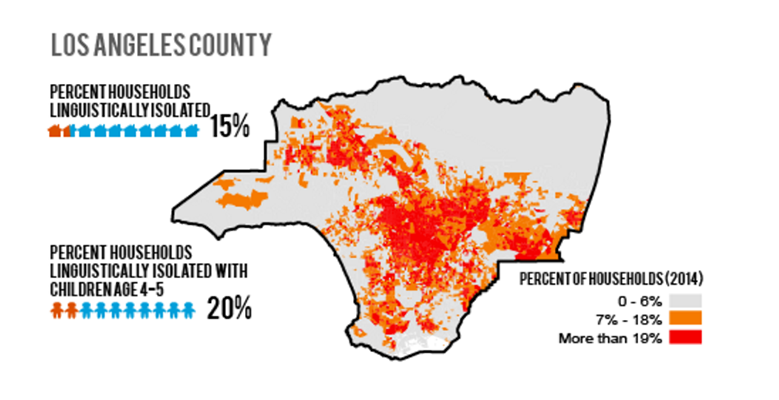 LOS ANGELES COUNTY
PERCENT HOUSEHOLDS
LINGUISTICALLY ISOLATED
15%
PERCENT HOUSEHOLDS
LINGUISTICALLY ISOLATED WITH
CHILDREN AGE 4-5
20%
PERCENT OF HOUSEHOLDS (2014)
0 - 6%
7% - 18%
More than 19%